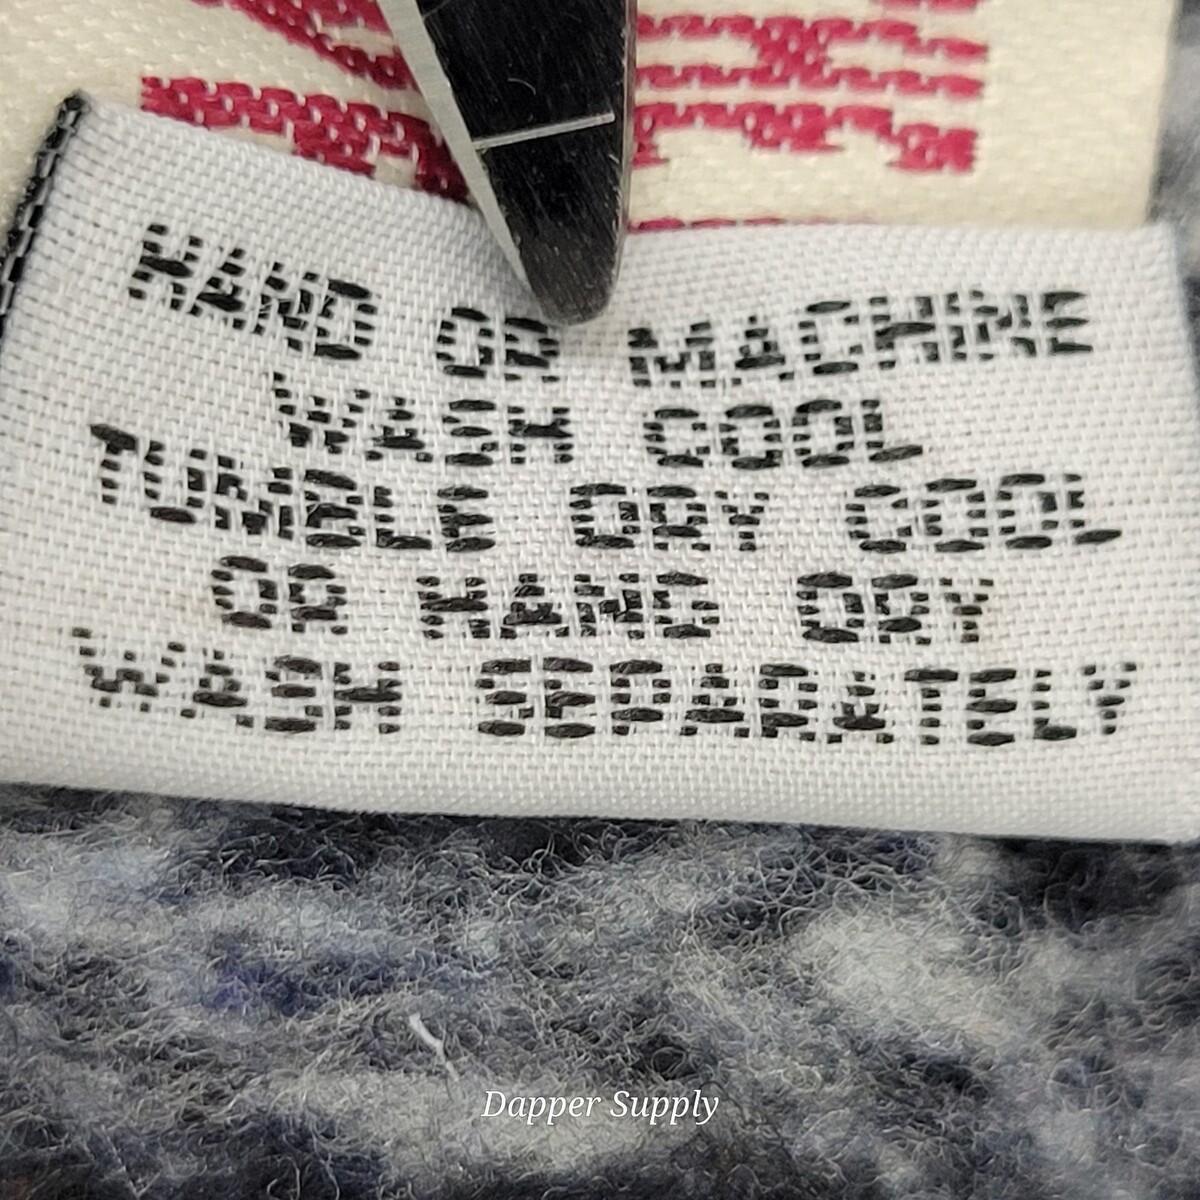 HAND OR MACHINE
WASH COOL
TUMBLE DRY COOL
OR HAND DRY
WASH SEPARATELY
Dapper Supply